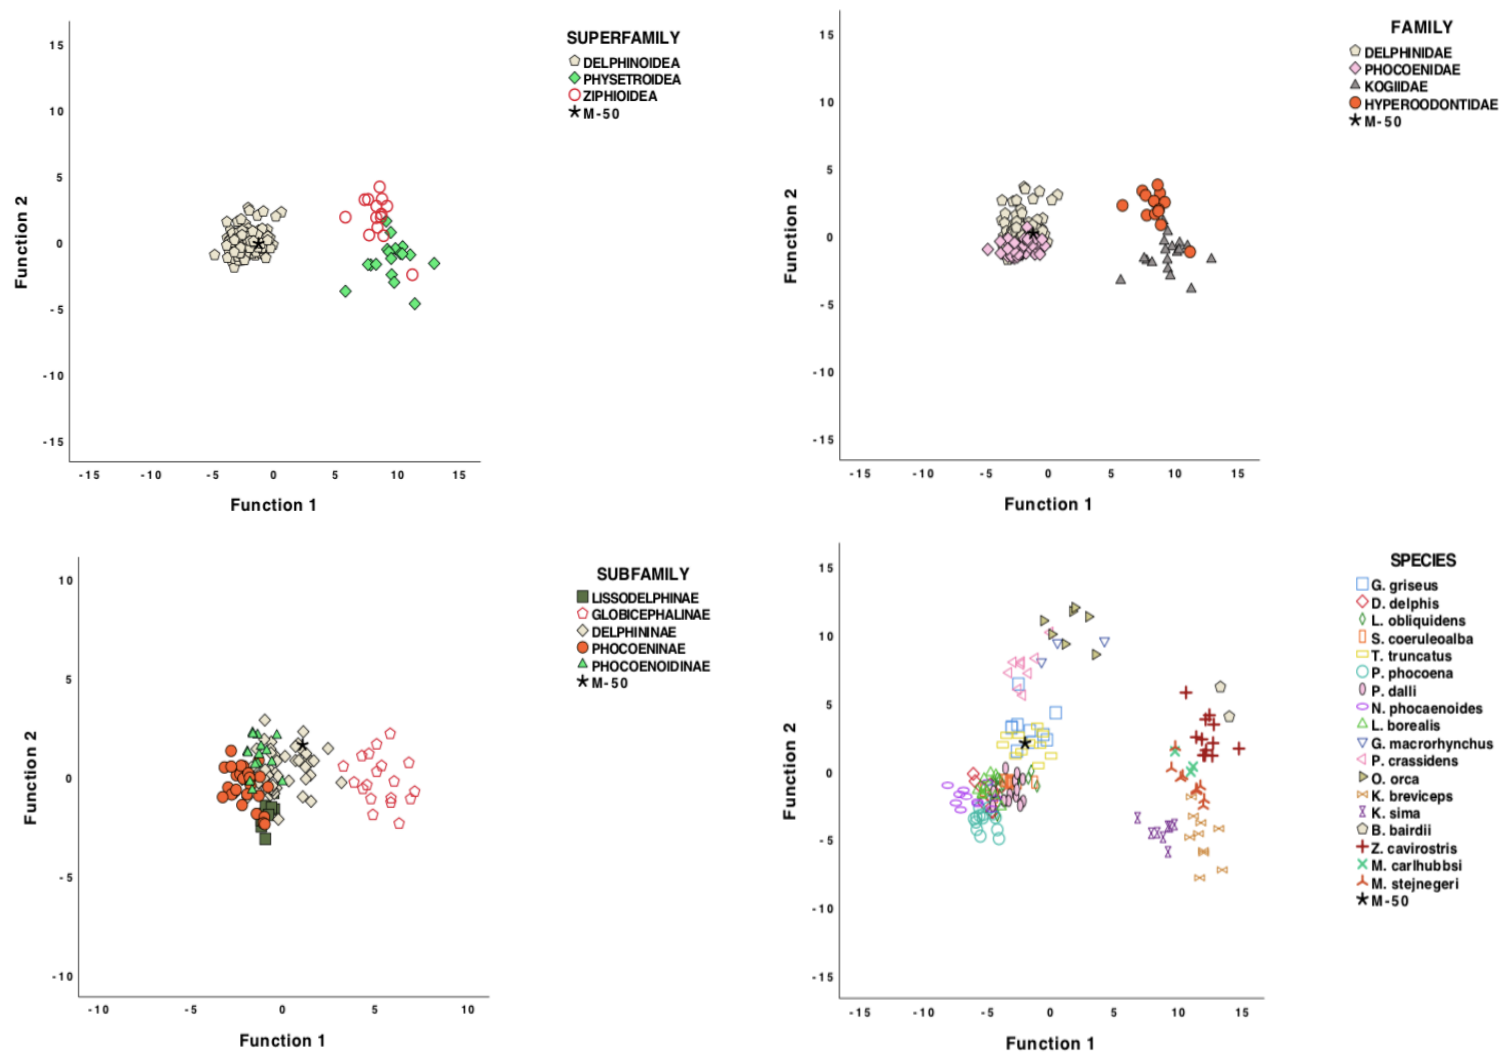 SUPERFAMILY
DELPHINOIDEA
PHYSETROIDEA
ZIPHIOIDEA
M-50
15
10
5
0
-5
-10
-15
Function 2
-15 -10 -5 0 5 10 15
Function 1
FAMILY
DELPHINIDAE
PHOCOENIDAE
KOGIIDAE
HYPEROODONTIDAE
M-50
15
10
5
0
-5
-10
-15
Function 2
-15 -10 -5 0 5 10 15
Function 1
SUBFAMILY
LISSODELPHINAE
GLOBICEPHALINAE
DELPHININAE
PHOCOENINAE
PHOCOENOIDINAE
M-50
10
5
0
-5
-10
Function 2
-10 -5 0 5 10
Function 1
SPECIES
G. griseus
D. delphis
L. obliquidens
S. coeruleoalba
T. truncatus
P. phocoena
P. dalli
N. phocaenoides
L. borealis
G. macrorhynchus
P. crassidens
O. orca
K. breviceps
K. sima
B. bairdii
Z. cavirostris
M. carlhubbsi
M. stejnegeri
M-50
15
10
5
0
-5
-10
-15
Function 2
-15 -10 -5 0 5 10 15
Function 1